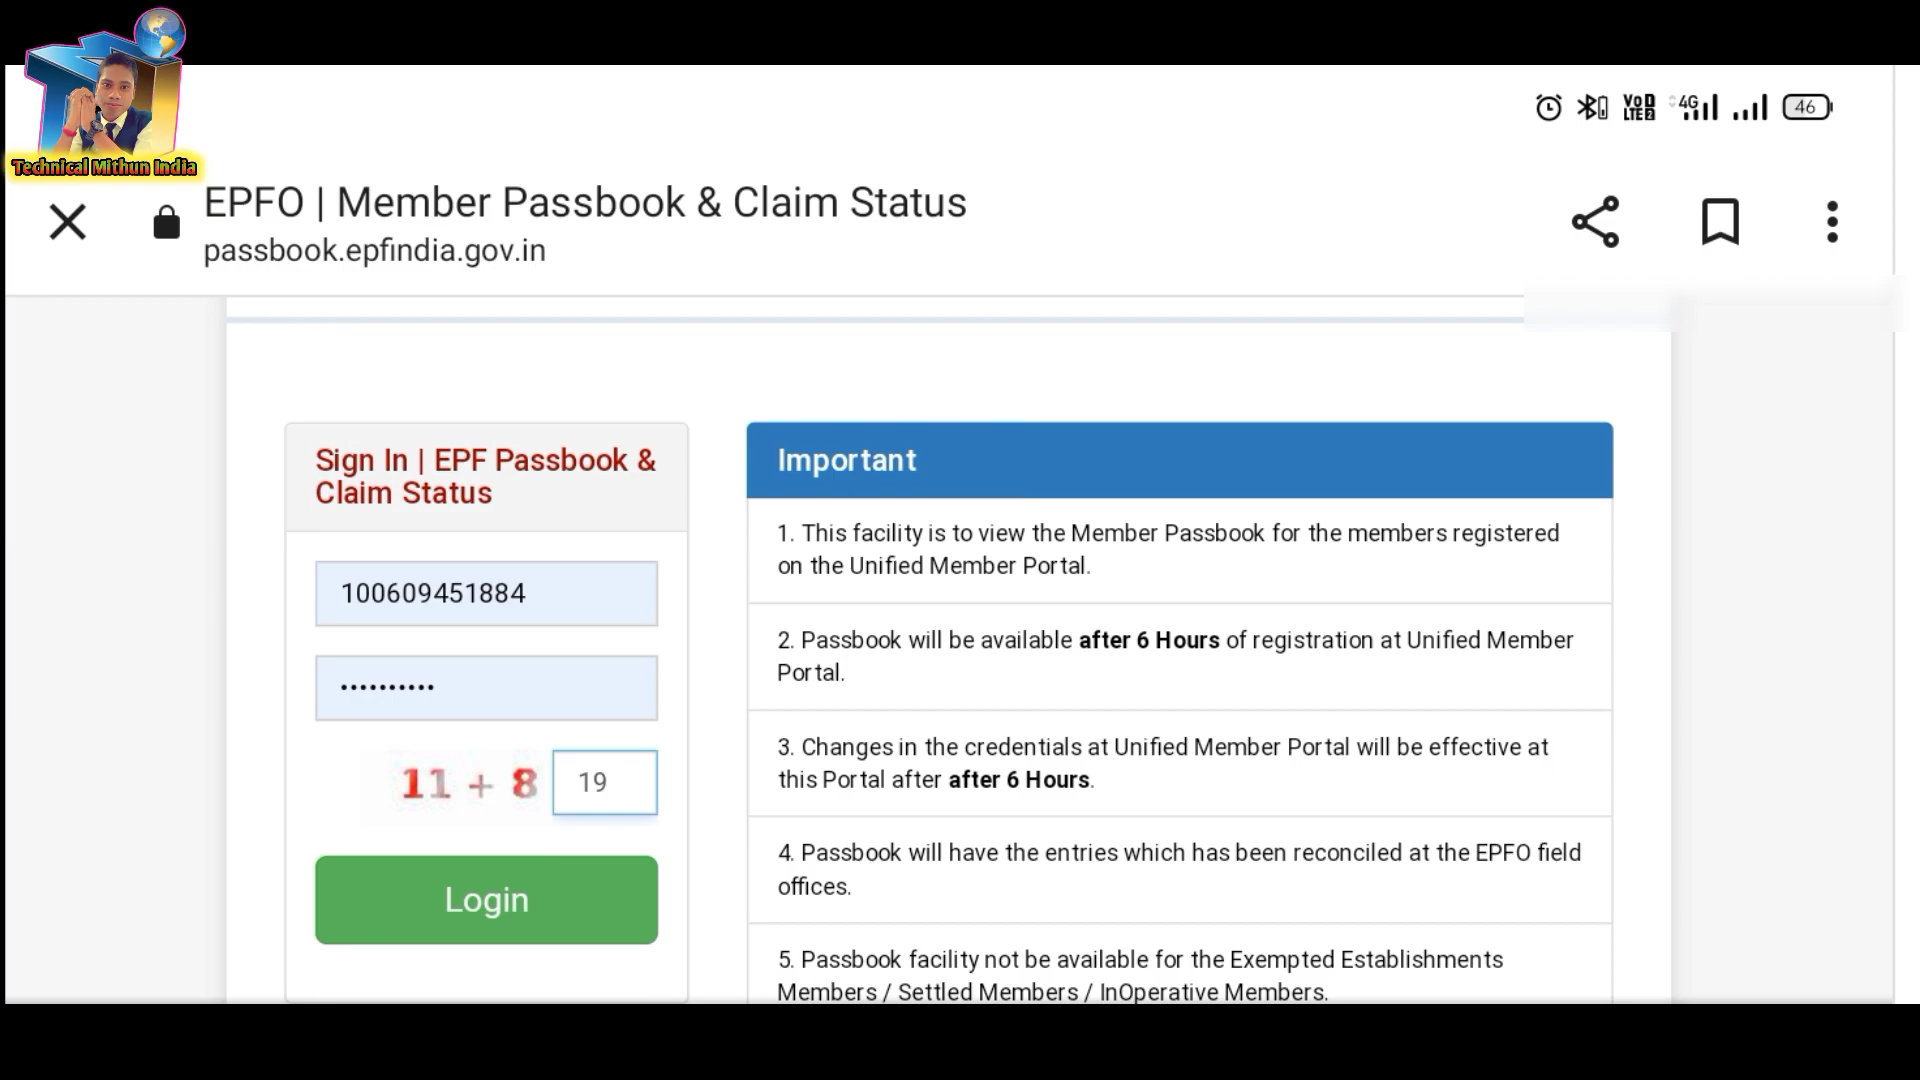 Technical Mithun India
Vo D
LTE 2
4G
46
EPFO | Member Passbook & Claim Status
passbook.epfindia.gov.in
Sign In | EPF Passbook &
Claim Status
100609451884
••••••••••
11 + 8
19
Login
Important
1. This facility is to view the Member Passbook for the members registered
on the Unified Member Portal.
2. Passbook will be available after 6 Hours of registration at Unified Member
Portal.
3. Changes in the credentials at Unified Member Portal will be effective at
this Portal after after 6 Hours.
4. Passbook will have the entries which has been reconciled at the EPFO field
offices.
5. Passbook facility not be available for the Exempted Establishments
Members / Settled Members / InOperative Members.